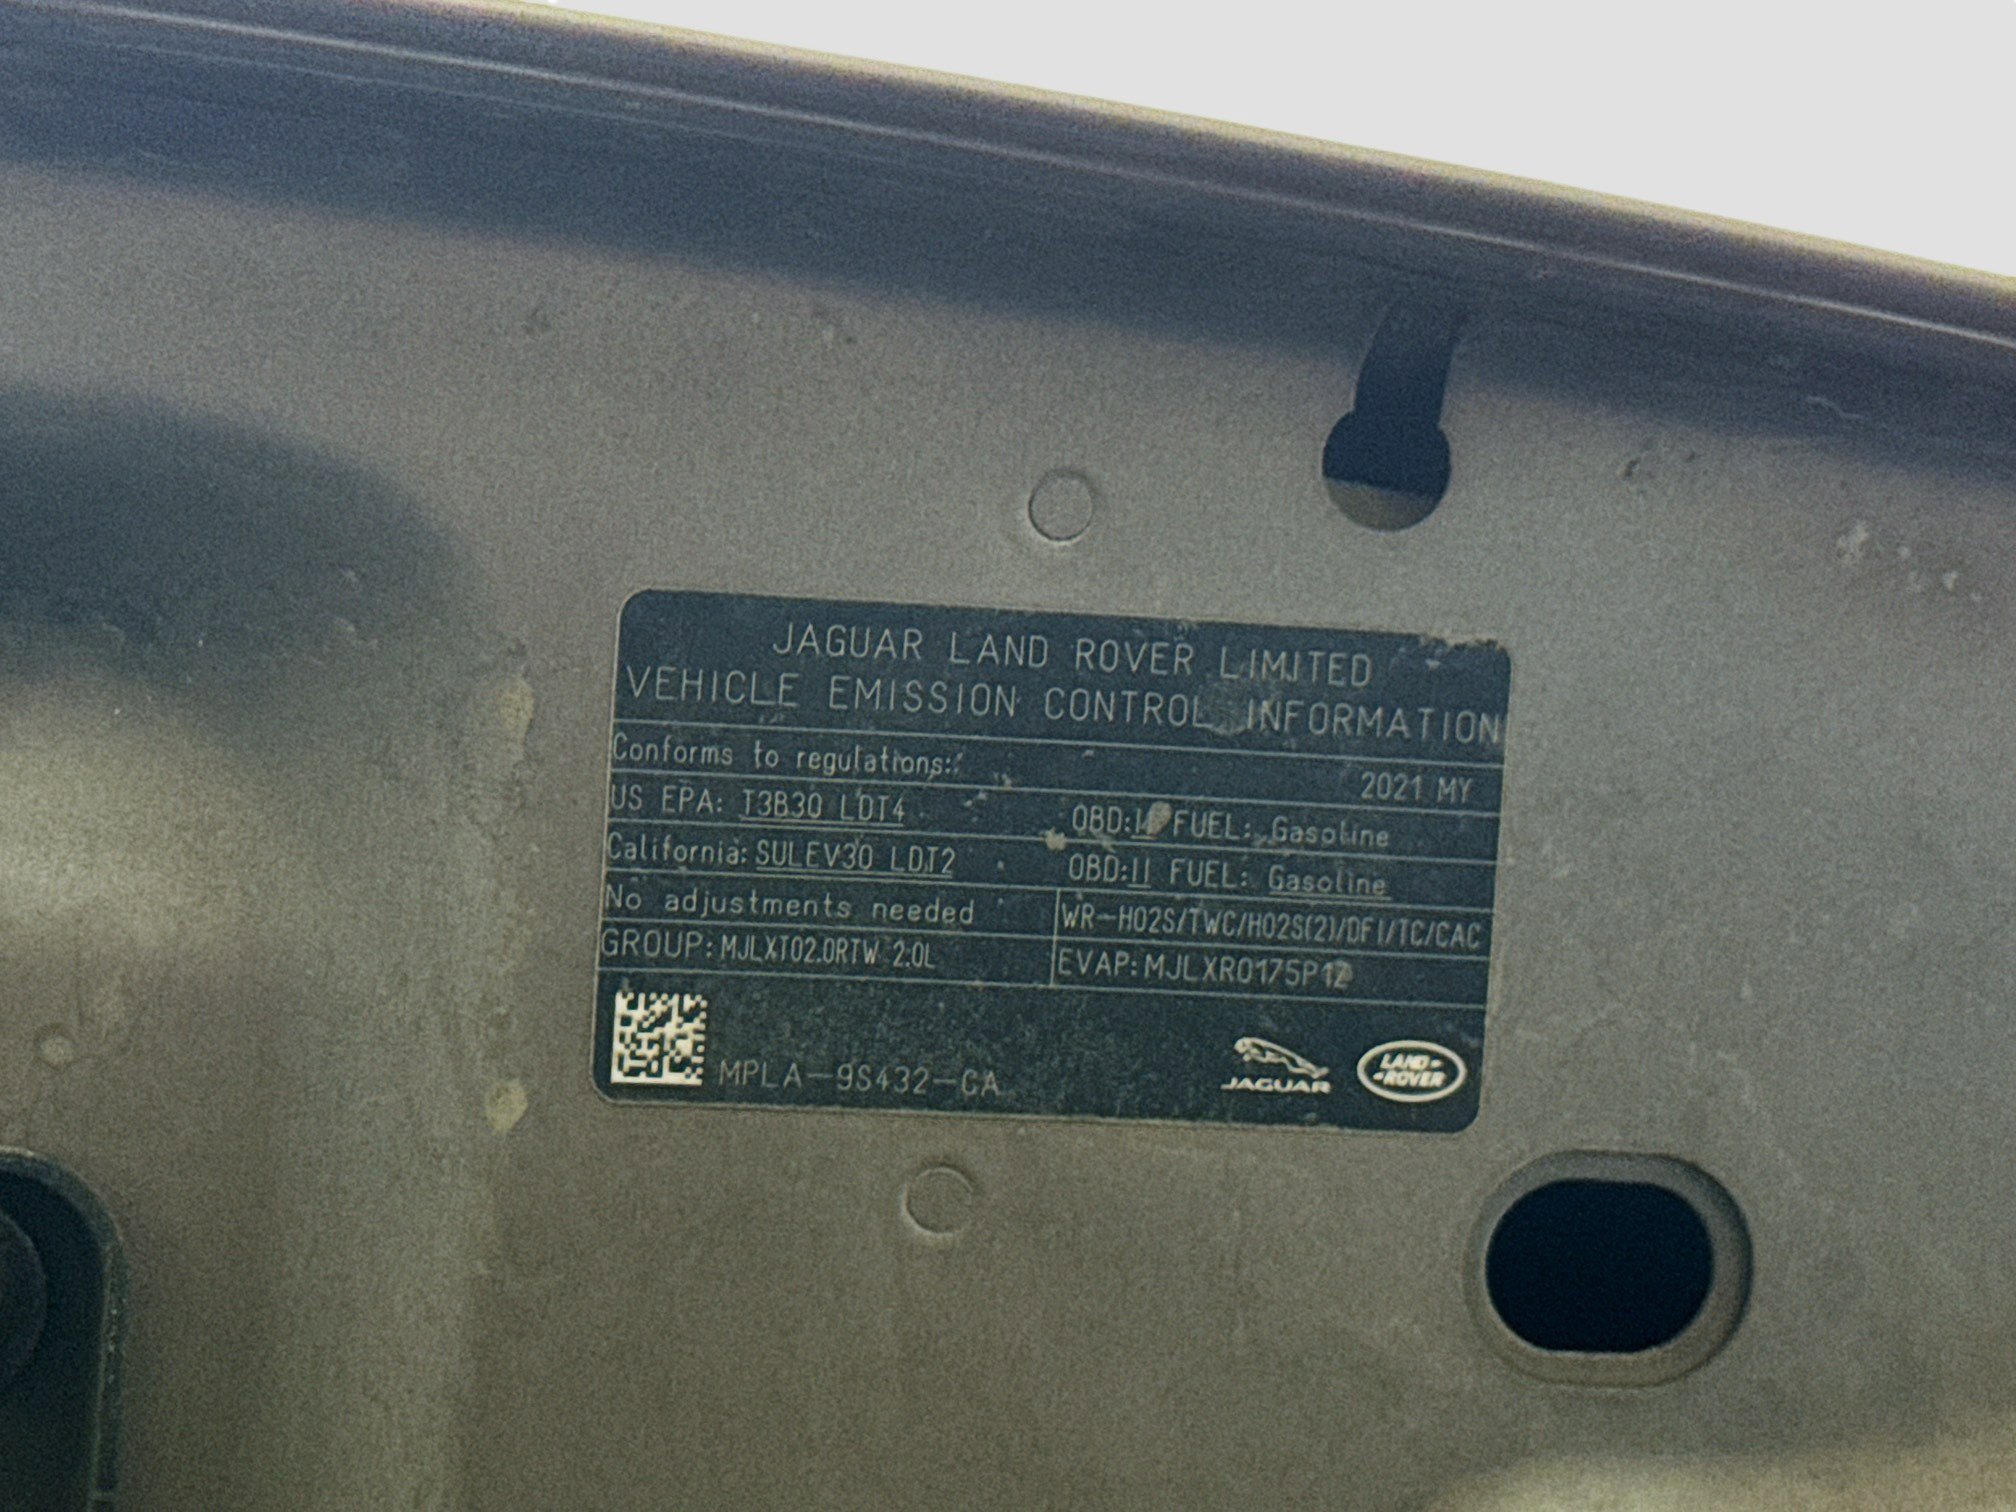 JAGUAR LAND ROVER LIMITED
VEHICLE EMISSION CONTROL INFORMATION
Conforms to regulations: 2021 MY
US EPA: T3B30 LDT4 OBD: FUEL: Gasoline
California: SULEV30 LDT2 OBD:II FUEL: Gasoline
No adjustments needed WR-HO2S/TWC/HO2S(2)/DFI/TC/CAC
GROUP: MJLXT02.0RTW 2.0L EVAP:
MPLA-9S432-CA
JAGUAR
LAND-
-ROVER